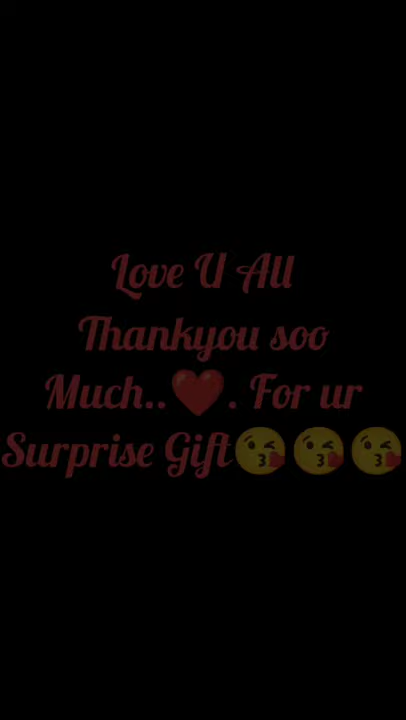 Love U All
Thankyou soo
Much..❤️. For ur
Surprise Gift😘😘😘